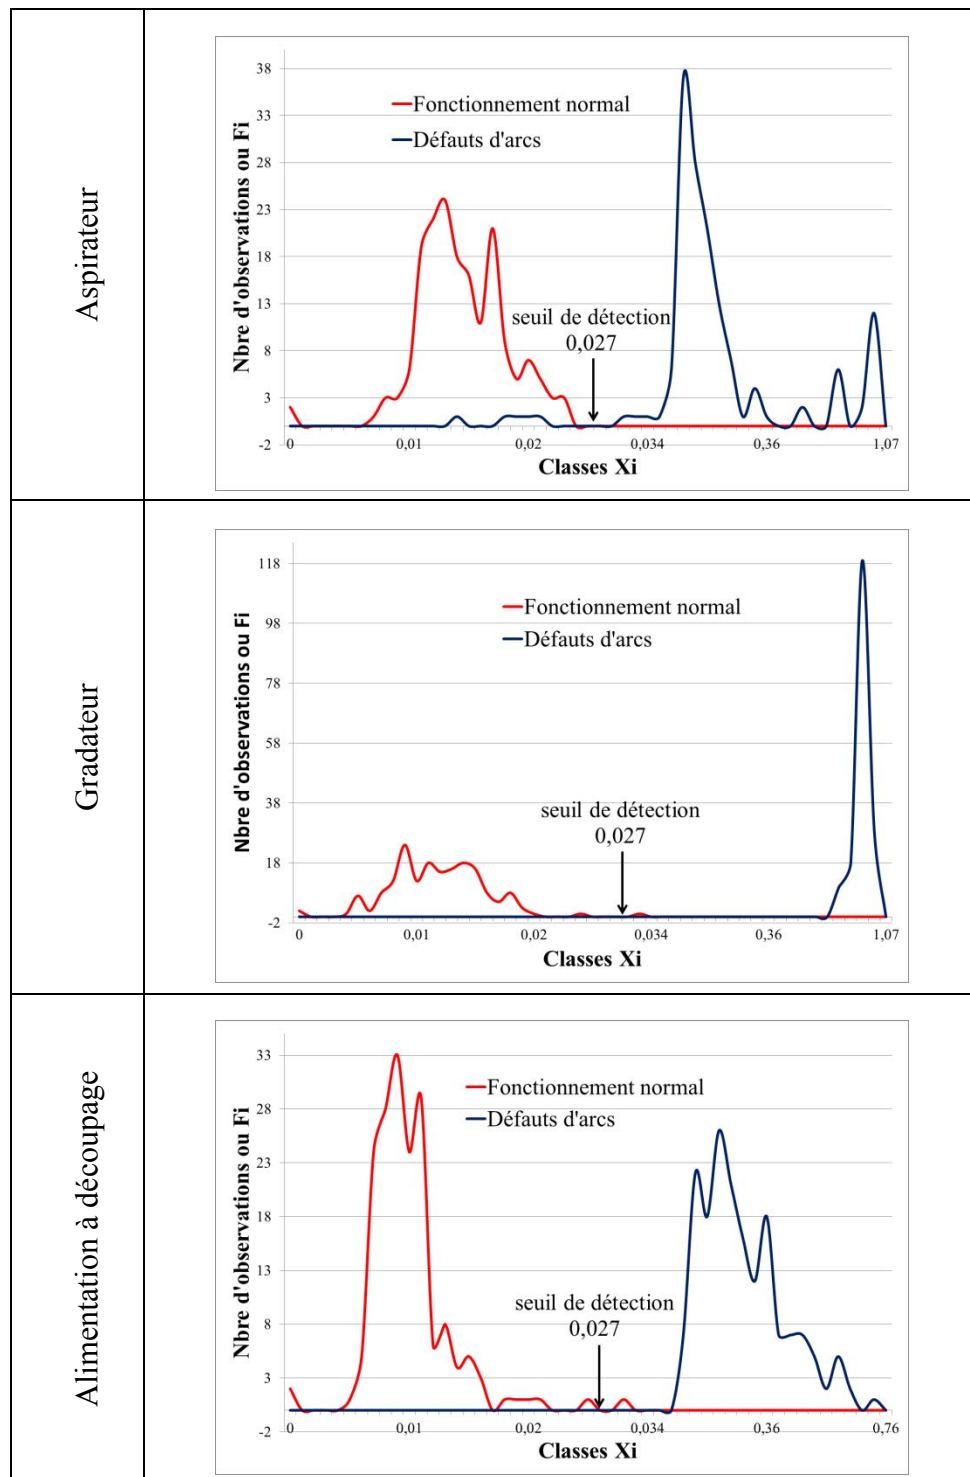 Aspirateur
Nbre d'observations ou Fi
38
33
28
23
18
13
8
3
-2
Fonctionnement normal
Défauts d'arcs
seuil de détection
0,027
0 0,01 0,02 0,034 0,36 1,07
Classes Xi
Gradateur
Nbre d'observations ou Fi
118
98
78
58
38
18
-2
Fonctionnement normal
Défauts d'arcs
seuil de détection
0,027
0 0,01 0,02 0,034 0,36 1,07
Classes Xi
Alimentation à découpage
Nbre d'observations ou Fi
33
28
23
18
13
8
3
-2
Fonctionnement normal
Défauts d'arcs
seuil de détection
0,027
0 0,01 0,02 0,034 0,36 0,76
Classes Xi